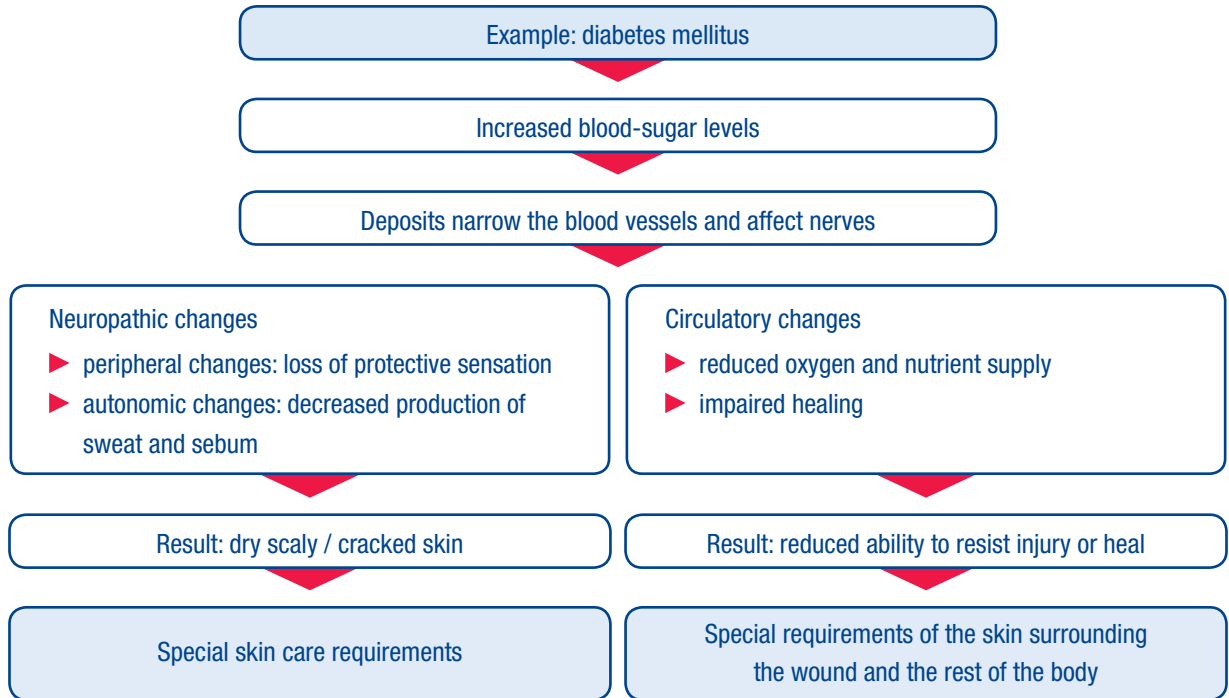 Example: diabetes mellitus
Increased blood-sugar levels
Deposits narrow the blood vessels and affect nerves
Neuropathic changes
peripheral changes: loss of protective sensation
autonomic changes: decreased production of
sweat and sebum
Circulatory changes
reduced oxygen and nutrient supply
impaired healing
Result: dry scaly / cracked skin
Result: reduced ability to resist injury or heal
Special skin care requirements
Special requirements of the skin surrounding
the wound and the rest of the body